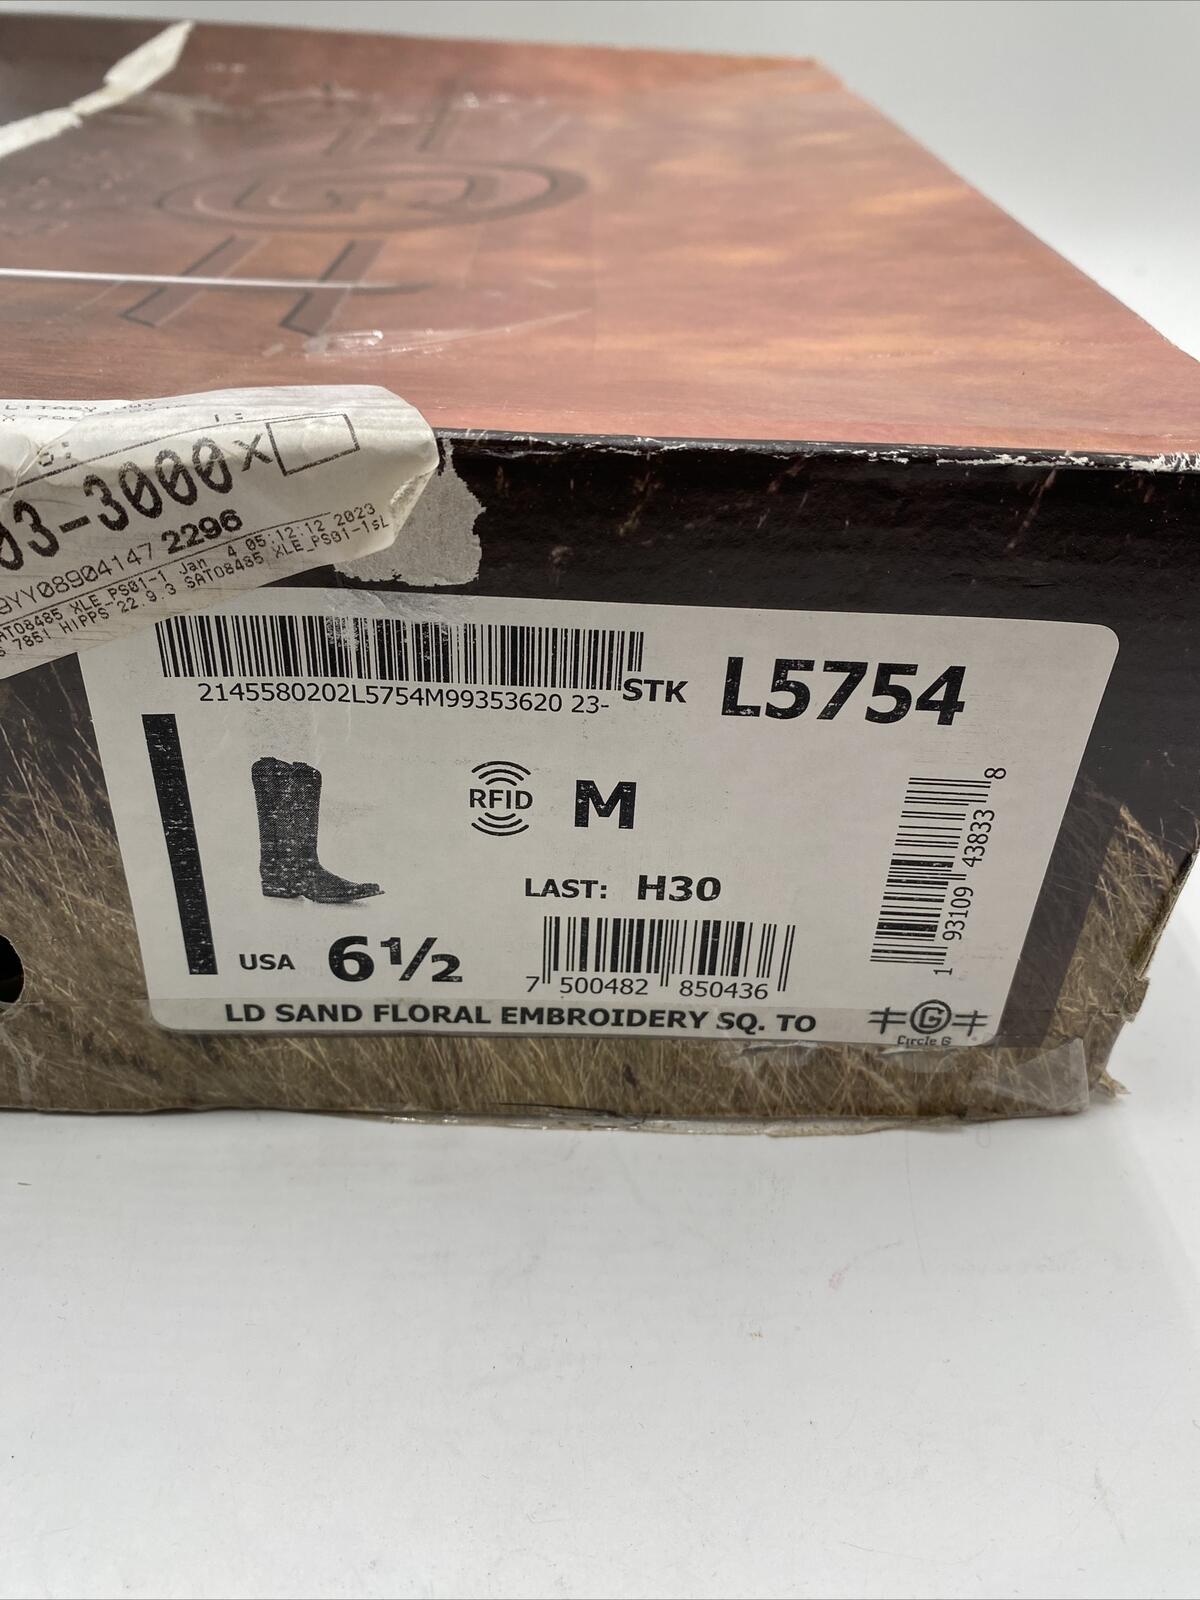 G
93-3000 X
9YY08904147 2296
SAT08485 XLE_PS01-1 Jan 4 05:12:12 2023
7851 HIPPS-22.9.3 SAT08485 XLE_PS01-1sL
2145580202L5754M99353620 23-
STK L5754
RFID M
LAST: H30
USA 6½
7 500482 850436
1 93109 43833 8
LD SAND FLORAL EMBROIDERY SQ. TO
G
Circle G